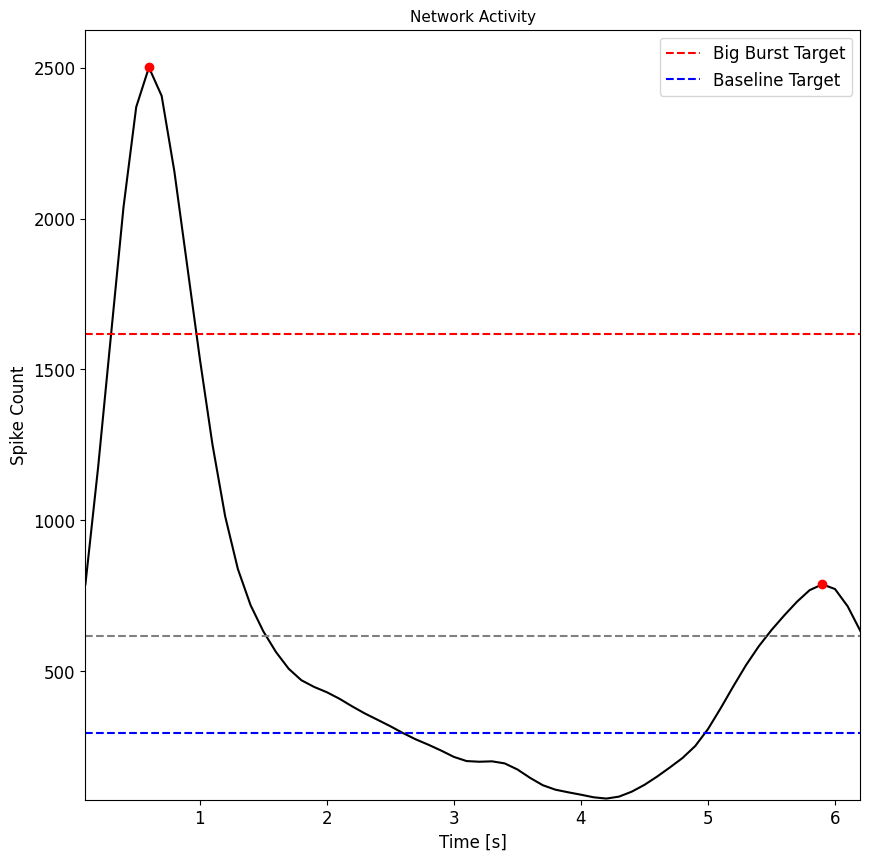 Network Activity
Big Burst Target
Baseline Target
2500
2000
1500
1000
500
Spike Count
1
2
3
4
5
6
Time [s]